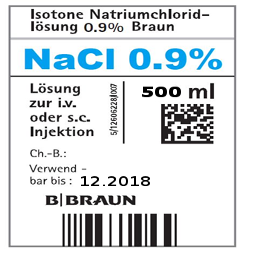 Isotone Natriumchlorid-
lösung 0.9% Braun
NaCl 0.9%
Lösung
zur i.v.
oder s.c.
Injektion
5/12606228/007
500 ml
Ch.-B.:
Verwend -
bar bis : 12.2018
B|BRAUN